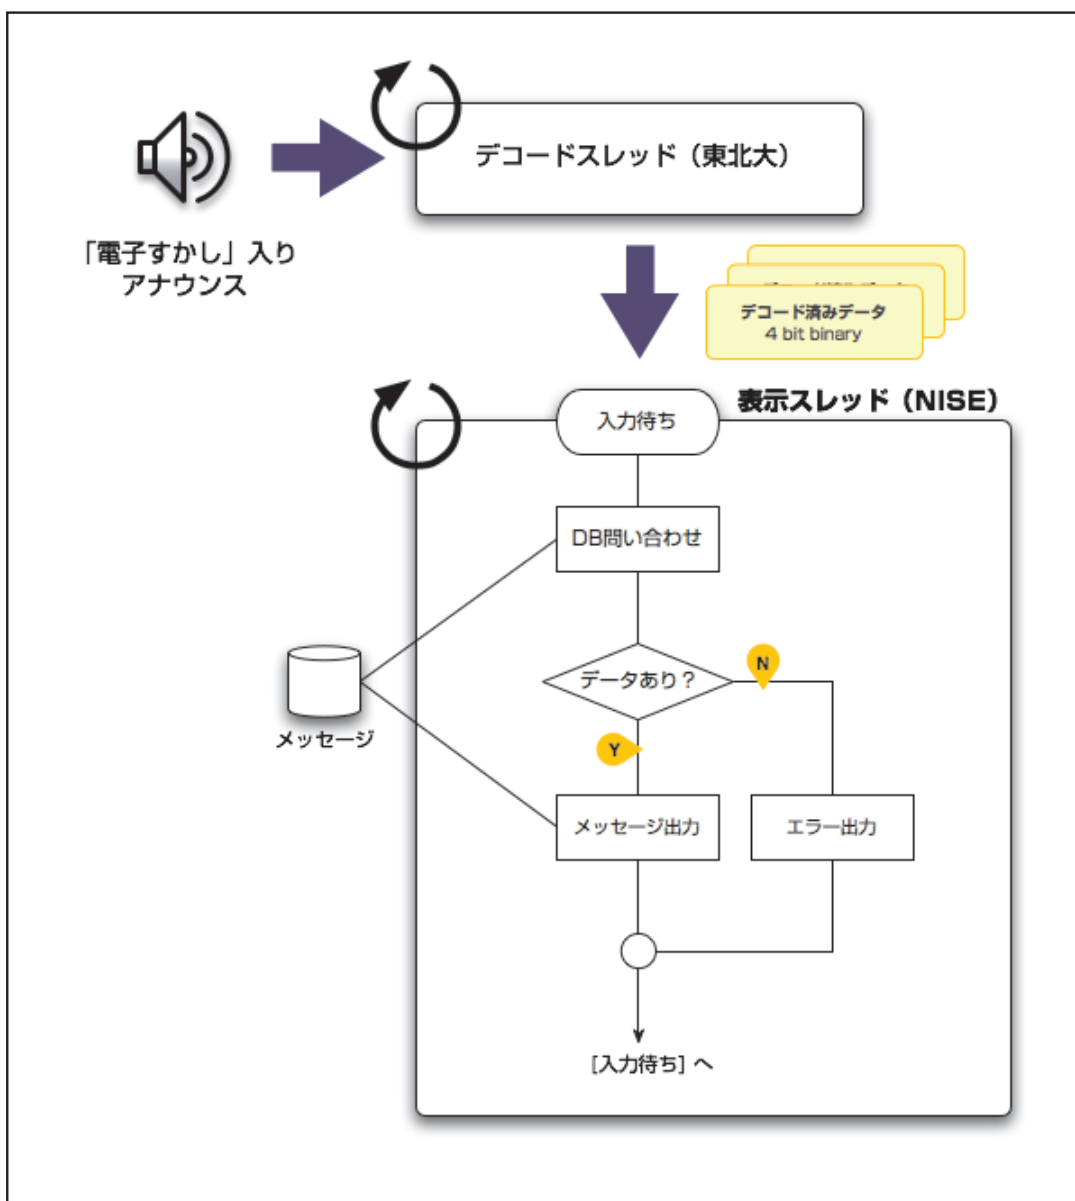 デコードスレッド（東北大）
「電子すかし」入り
アナウンス
デコード済みデータ
4 bit binary
表示スレッド（NISE）
入力待ち
DB問い合わせ
データあり？
N
Y
メッセージ
メッセージ出力
エラー出力
[入力待ち] へ